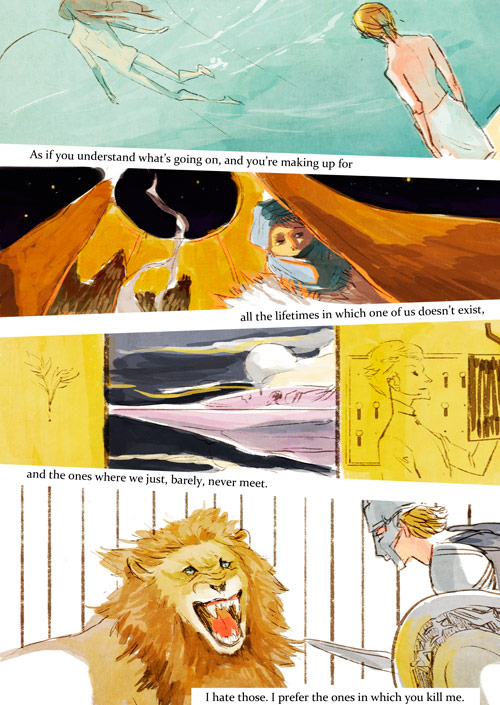 As if you understand what's going on, and you're making up for
all the lifetimes in which one of us doesn't exist,
and the ones where we just, barely, never meet.
I hate those. I prefer the ones in which you kill me.